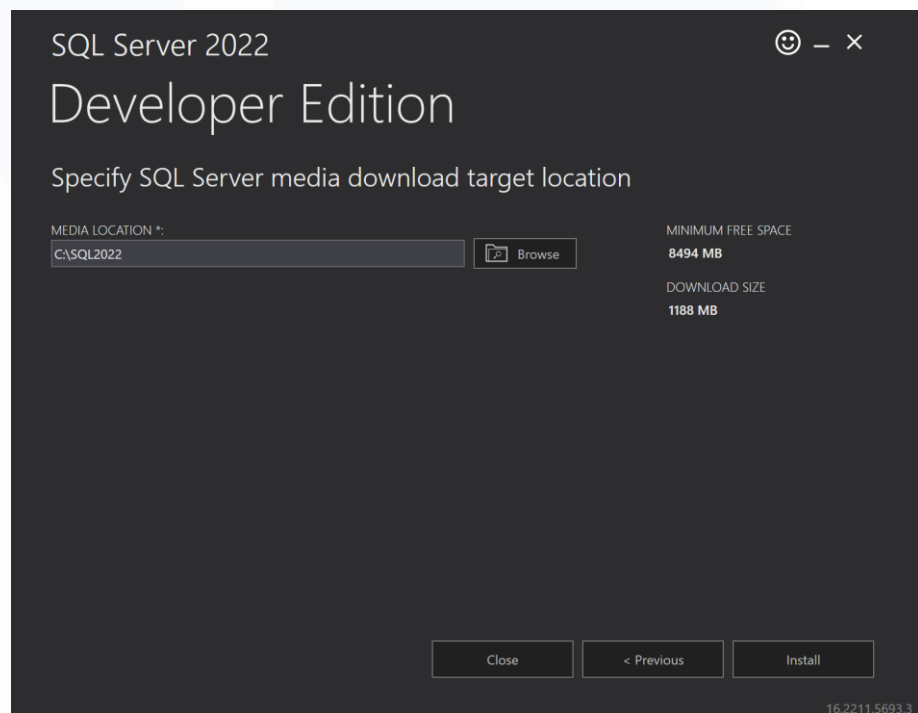 SQL Server 2022
Developer Edition
Specify SQL Server media download target location
MEDIA LOCATION *:
C:\SQL2022
Browse
MINIMUM FREE SPACE
8494 MB
DOWNLOAD SIZE
1188 MB
Close
< Previous
Install
16.2211.5693.3